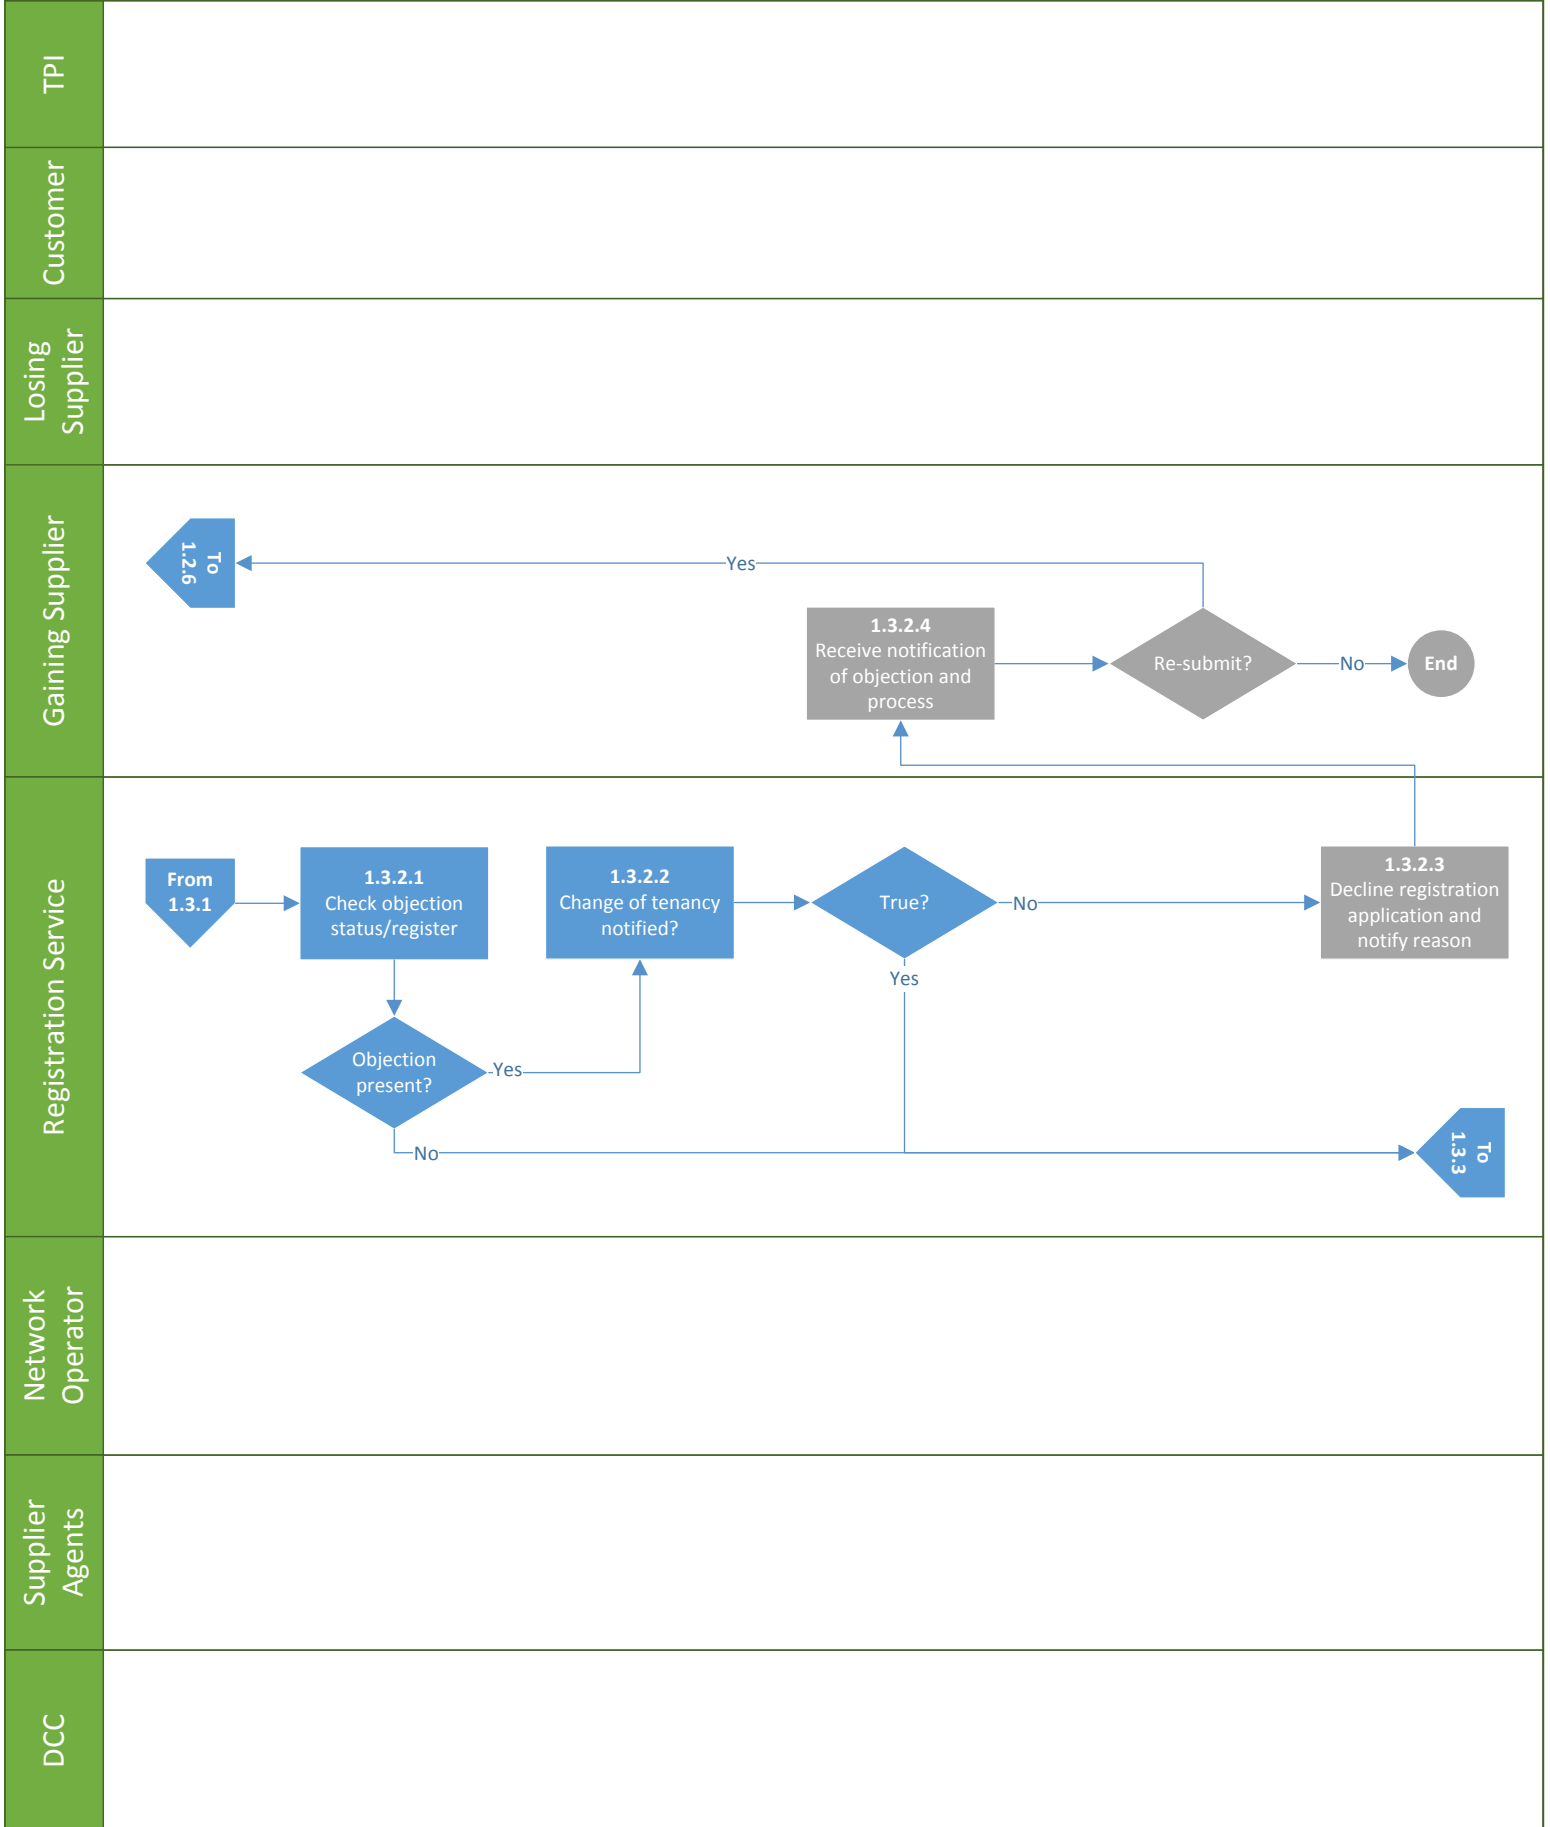 TPI
Customer
Losing
Supplier
Gaining Supplier
To
1.2.6
Yes
1.3.2.4
Receive notification
of objection and
process
Re-submit?
No
End
Registration Service
From
1.3.1
1.3.2.1
Check objection
status/register
1.3.2.2
Change of tenancy
notified?
True?
No
1.3.2.3
Decline registration
application and
notify reason
Yes
Objection
present?
Yes
No
To
1.3.3
Network
Operator
Supplier
Agents
DCC